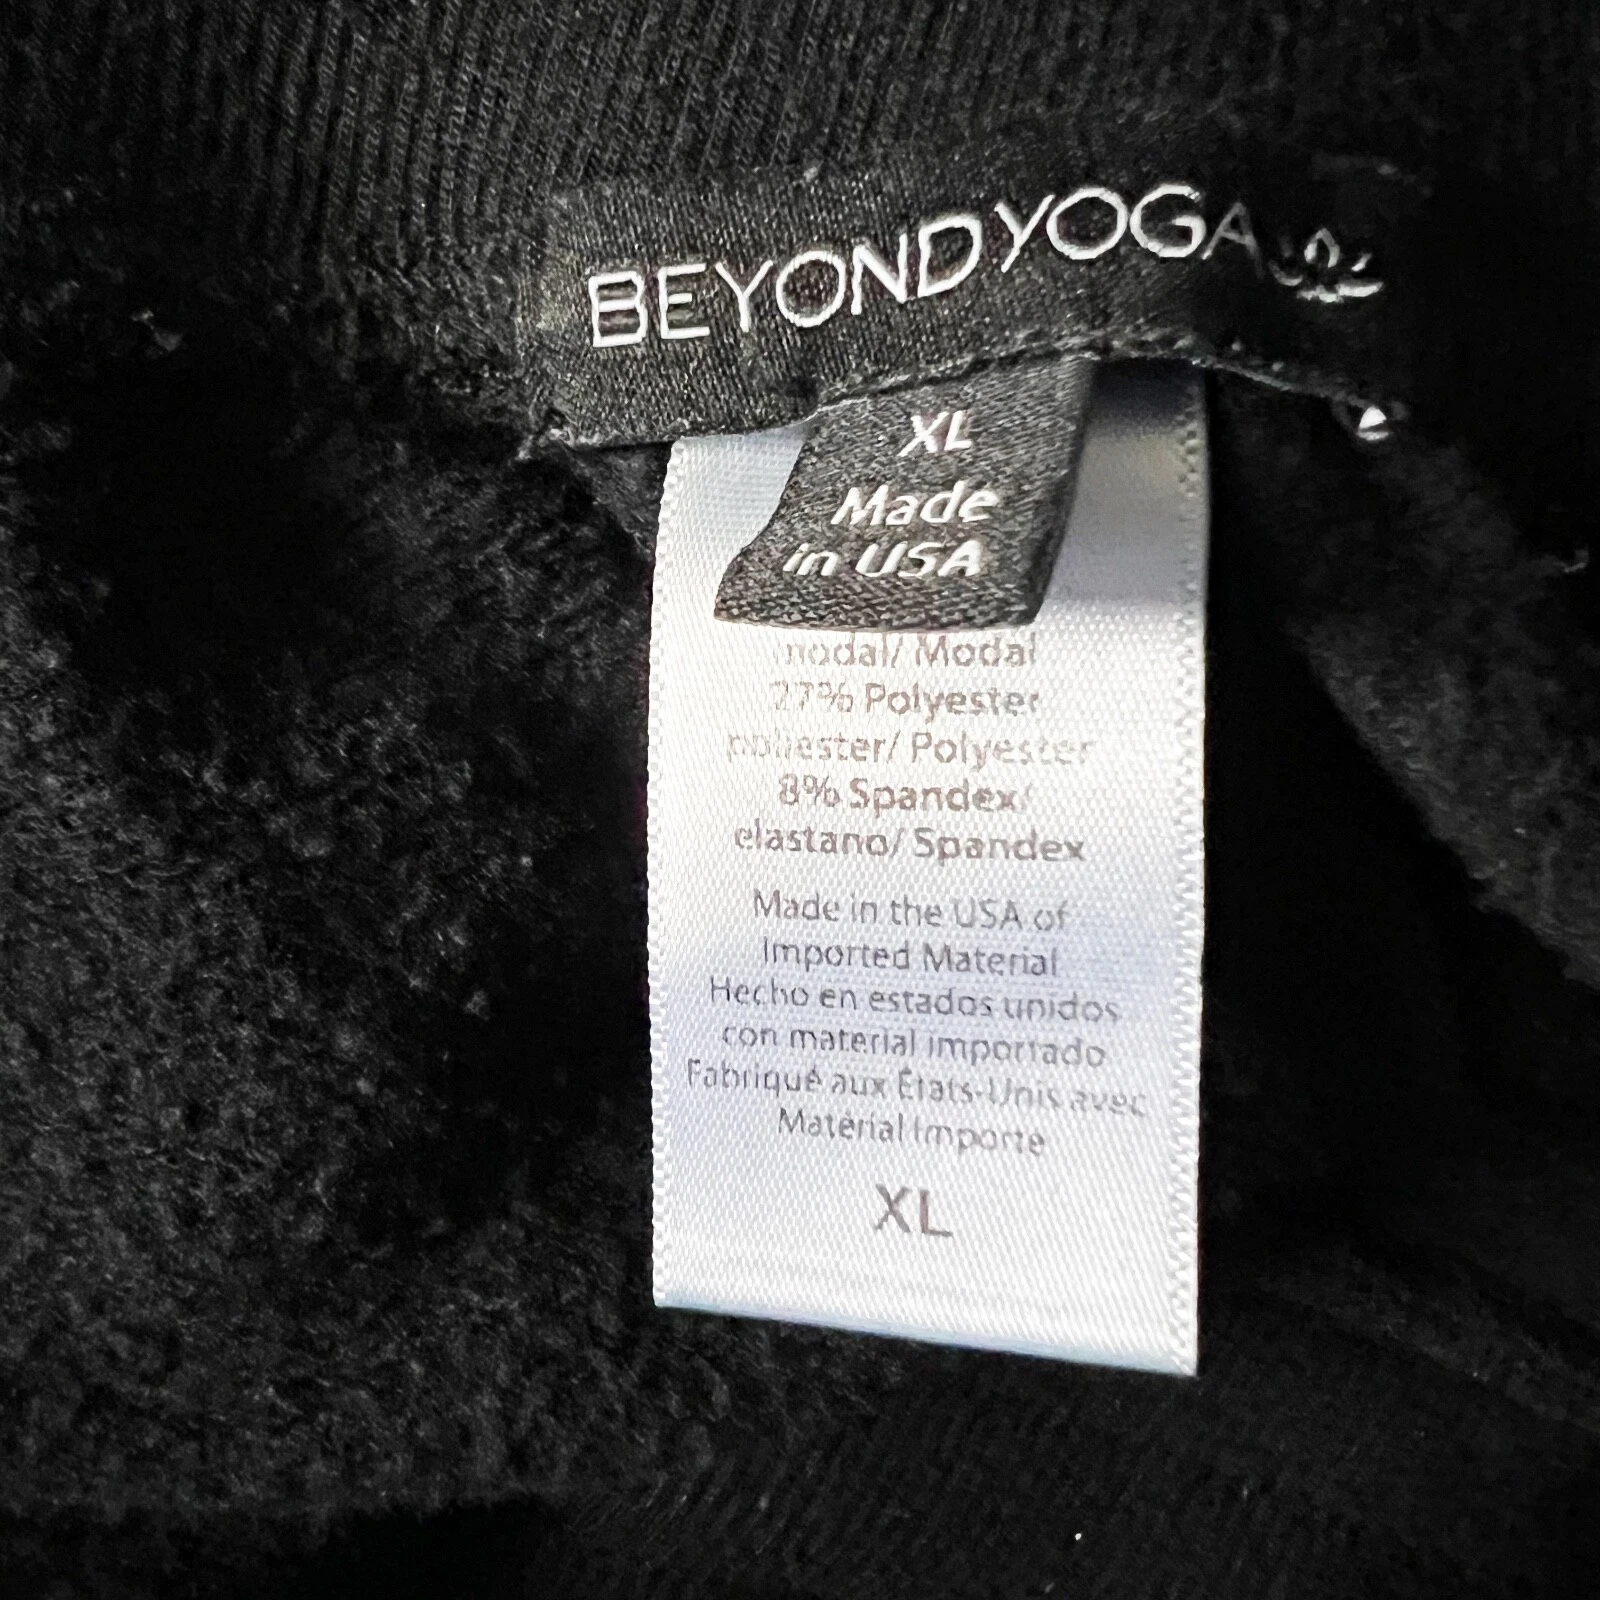 BEYOND YOGA
XL
Made
in USA
modal/ Modal
27% Polyester
poliester/ Polyester
8% Spandex/
elastano/ Spandex
Made in the USA of
Imported Material
Hecho en estados unidos
con material importado
Fabriqué aux États-Unis avec
Matérial Importe
XL